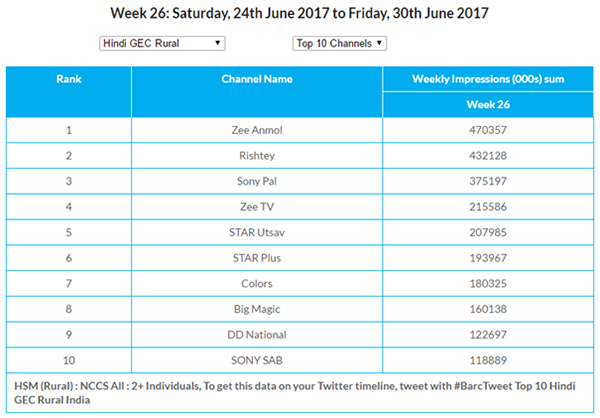 Week 26: Saturday, 24th June 2017 to Friday, 30th June 2017
Hindi GEC Rural Top 10 Channels
Rank Channel Name Weekly Impressions (000s) sum
Week 26
1 Zee Anmol 470357
2 Rishtey 432128
3 Sony Pal 375197
4 Zee TV 215586
5 STAR Utsav 207985
6 STAR Plus 193967
7 Colors 180325
8 Big Magic 160138
9 DD National 122697
10 SONY SAB 118889
HSM (Rural) : NCCS All : 2+ Individuals, To get this data on your Twitter timeline, tweet with #BarcTweet Top 10 Hindi
GEC Rural India